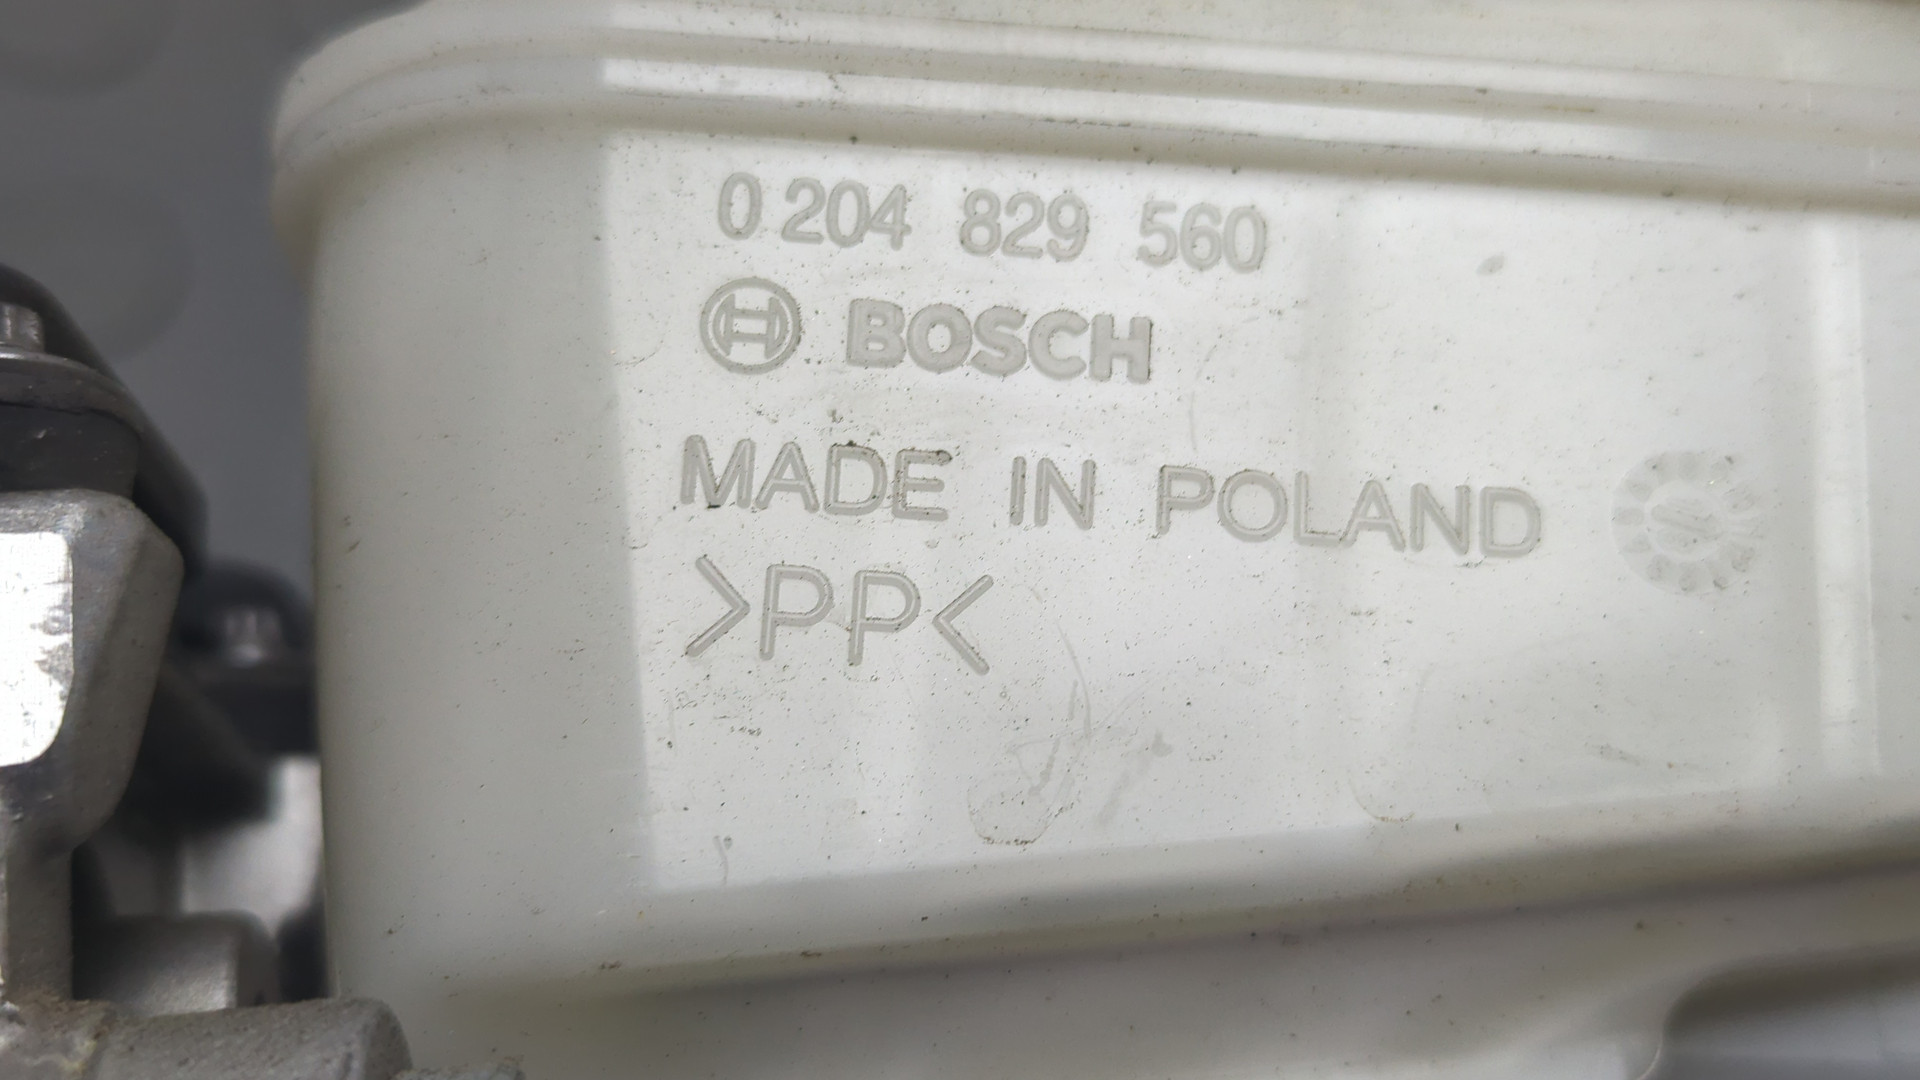 0 204 829 560
BOSCH
MADE IN POLAND
>PP<